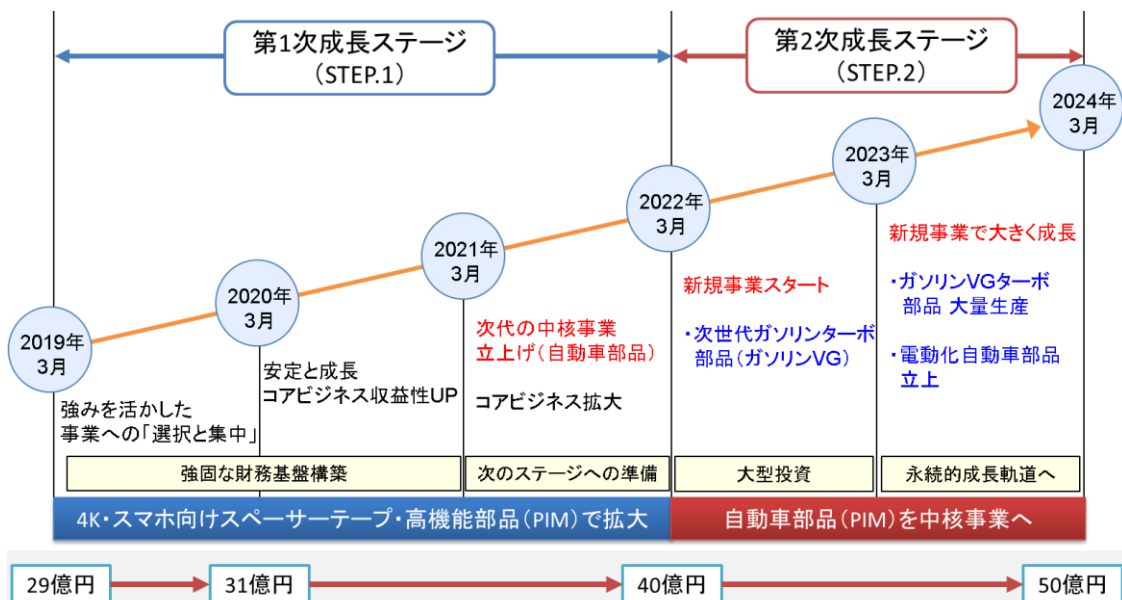 第1次成長ステージ
（STEP.1）
第2次成長ステージ
（STEP.2）
2019年
3月
2020年
3月
2021年
3月
2022年
3月
2023年
3月
2024年
3月
強みを活かした
事業への「選択と集中」
安定と成長
コアビジネス収益性UP
次代の中核事業
立上げ（自動車部品）
コアビジネス拡大
新規事業スタート
・次世代ガソリンターボ
部品（ガソリンVG）
新規事業で大きく成長
・ガソリンVGターボ
部品 大量生産
・電動化自動車部品
立上
強固な財務基盤構築
次のステージへの準備
大型投資
永続的成長軌道へ
4K・スマホ向けスペーサーテープ・高機能部品（PIM）で拡大
自動車部品（PIM）を中核事業へ
29億円
31億円
40億円
50億円